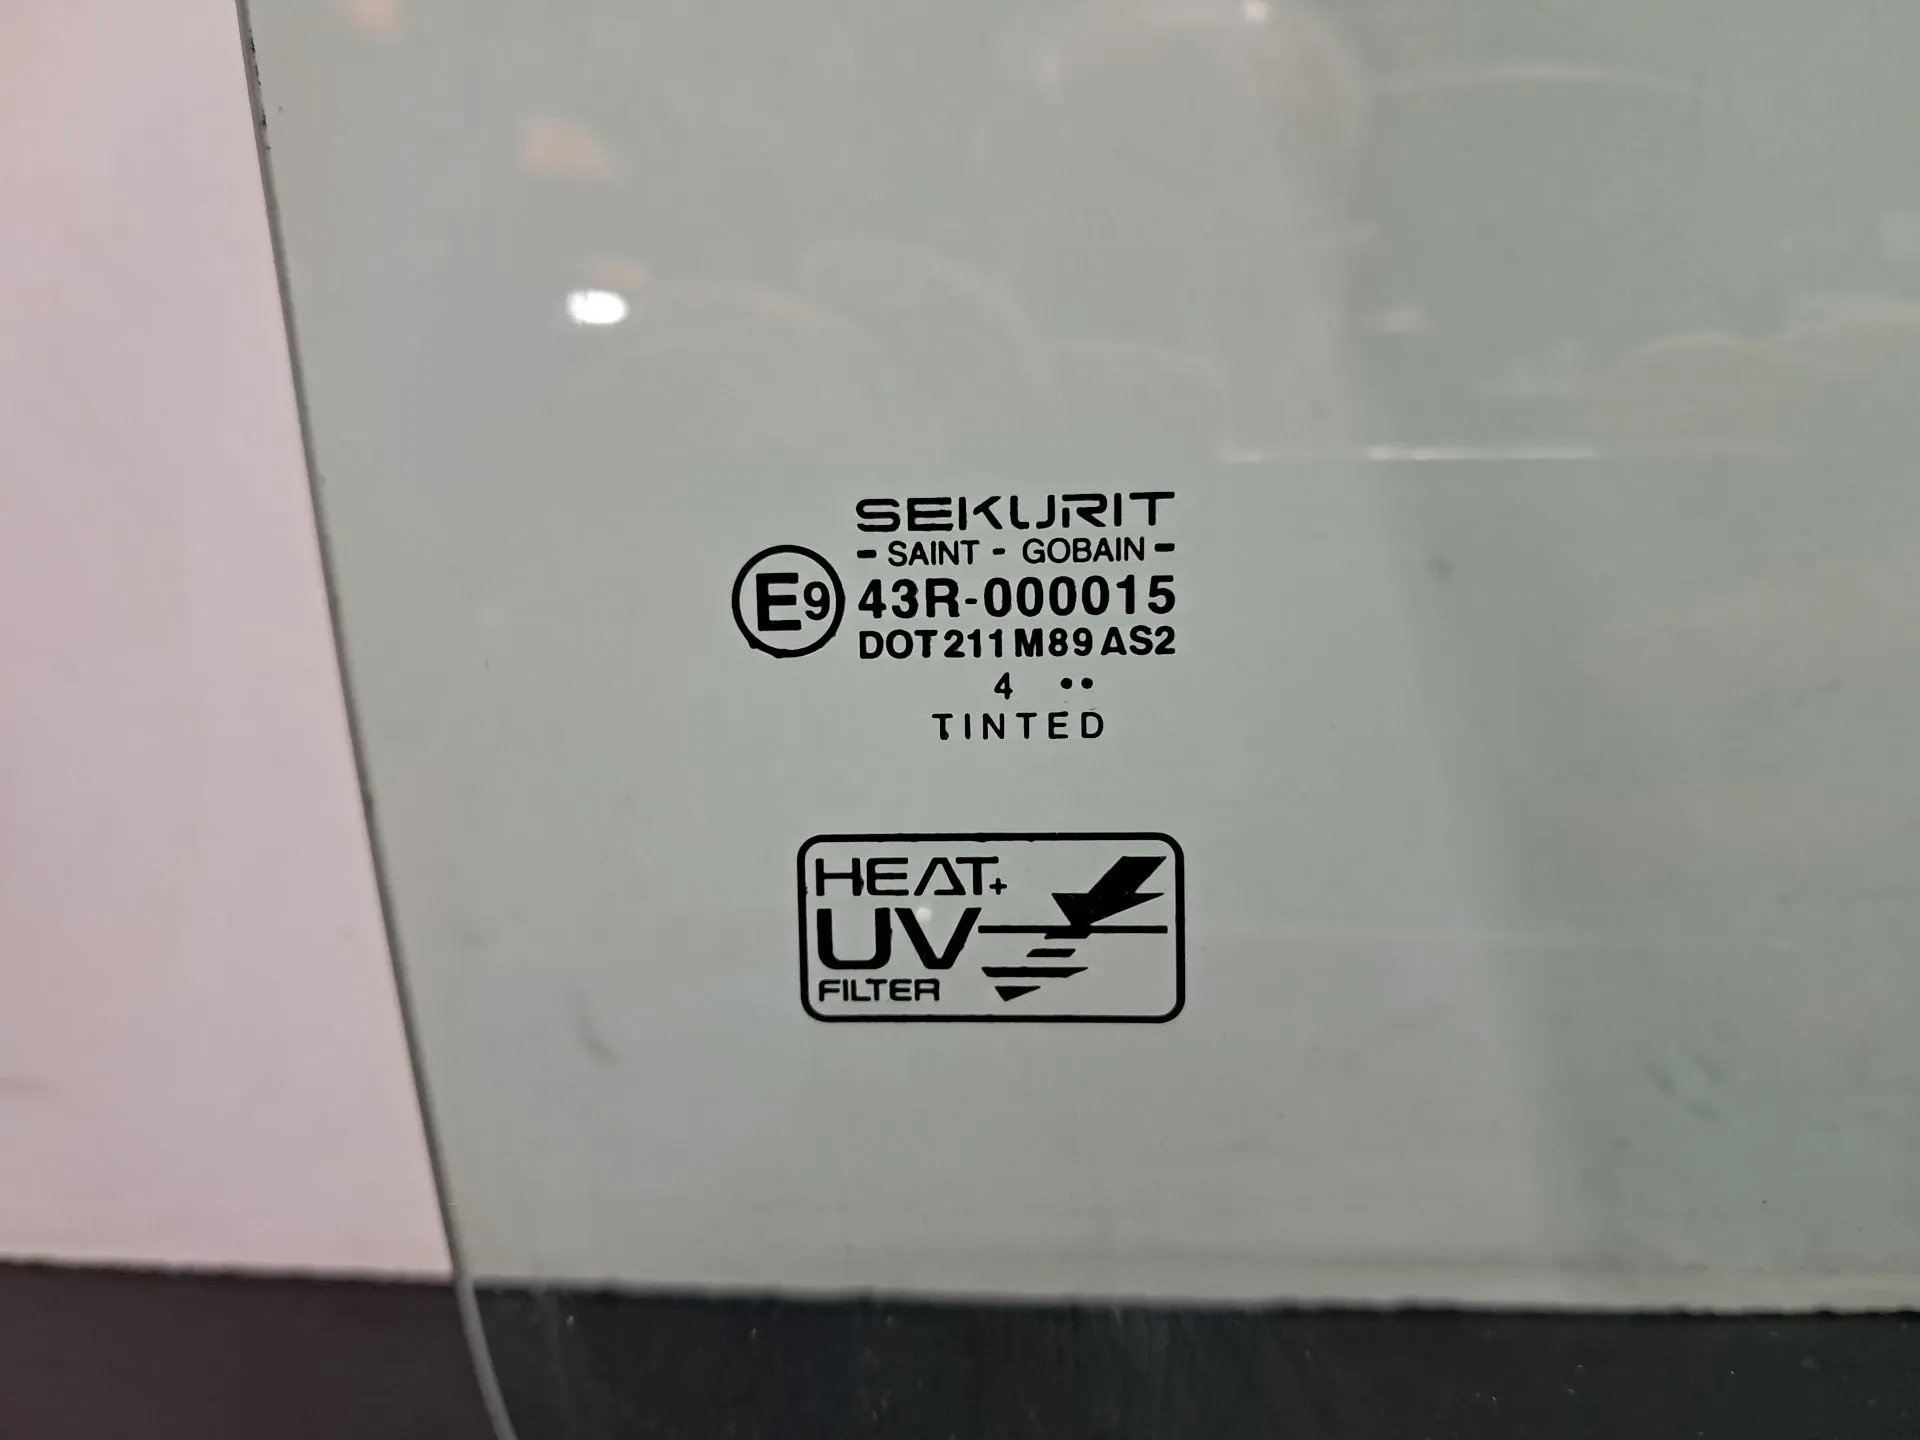 SEKURIT
- SAINT - GOBAIN -
E9 43R-000015
DOT 211 M89 AS2
4 ••
TINTED
HEAT+
UV
FILTER